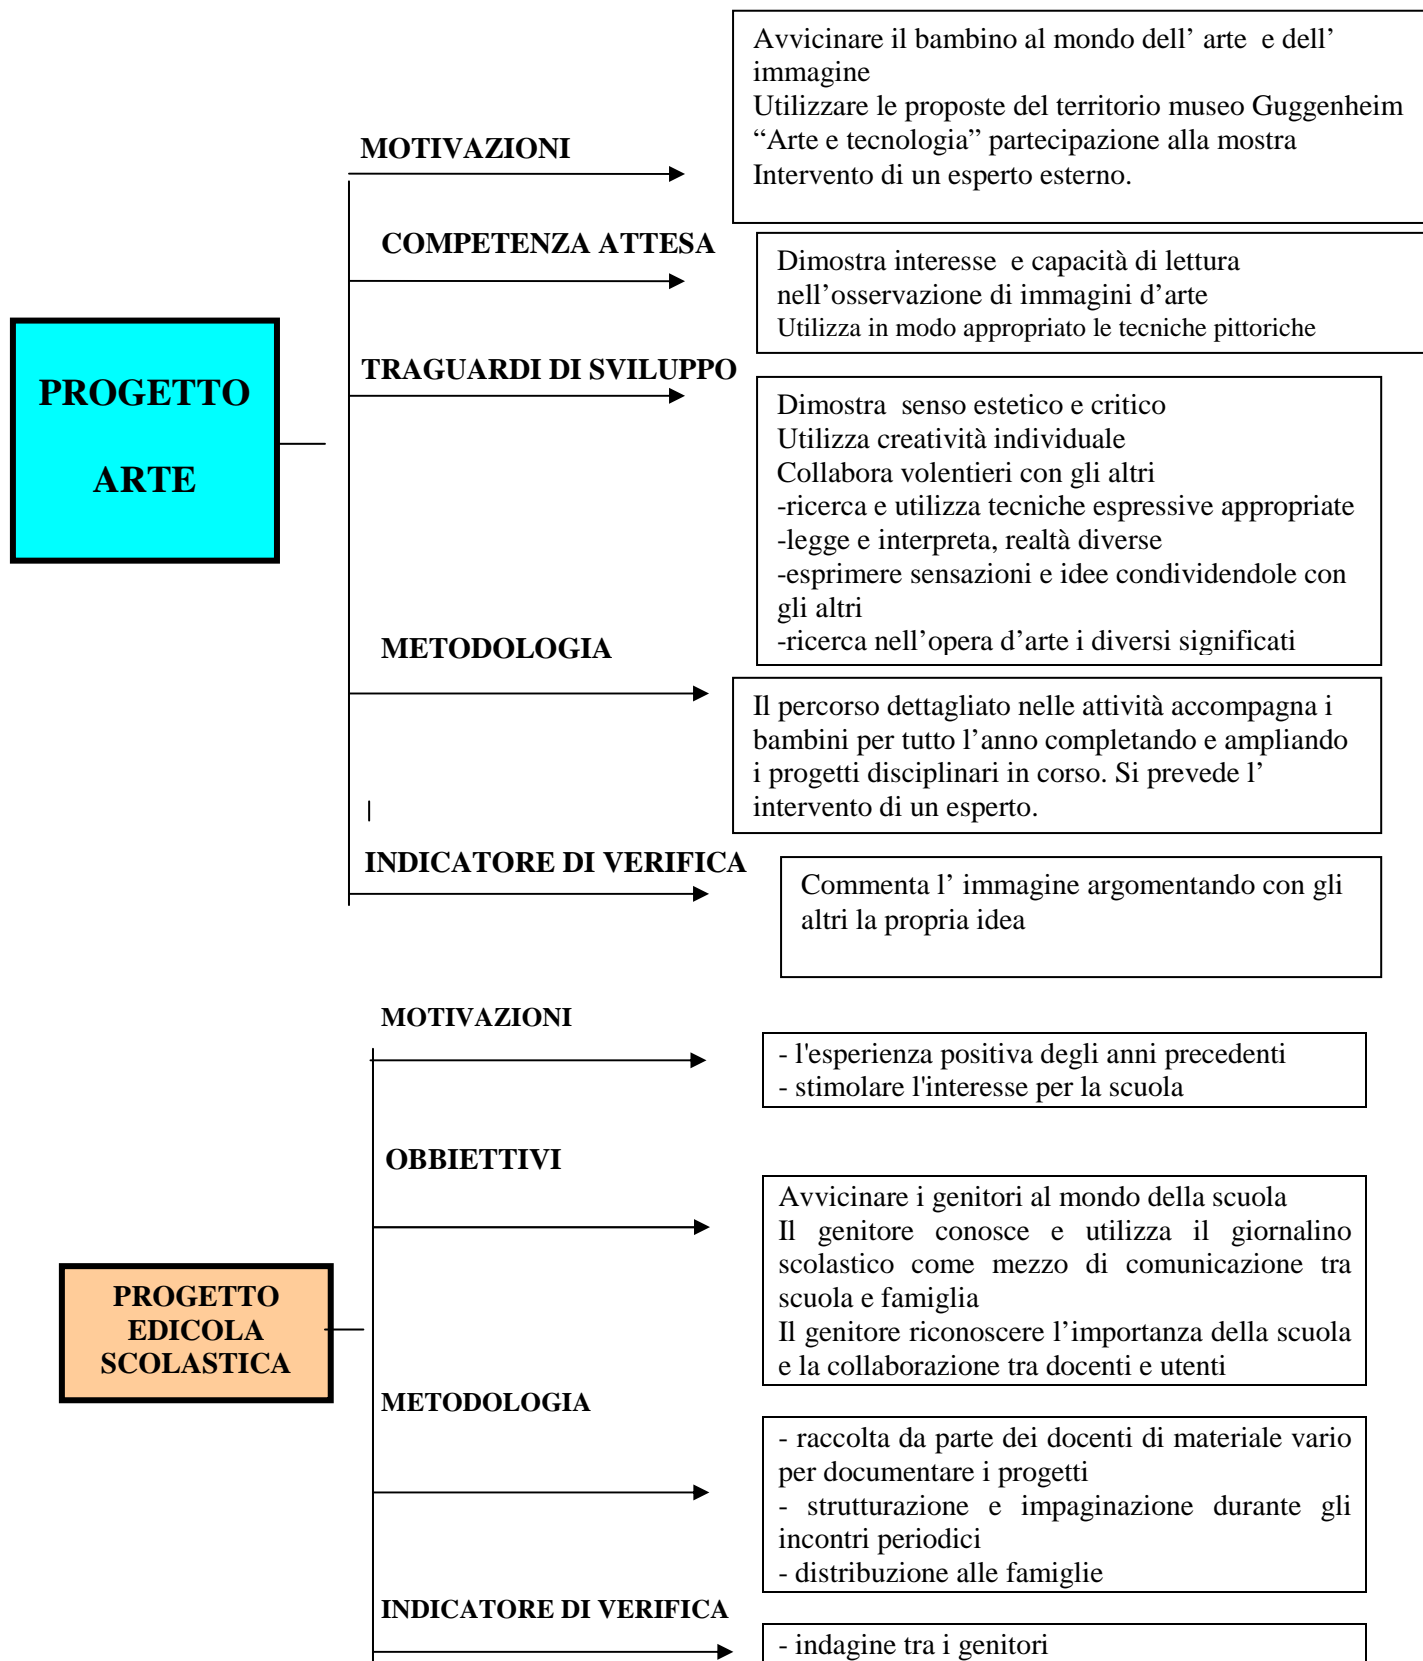 PROGETTO
ARTE
MOTIVAZIONI
Avvicinare il bambino al mondo dell’ arte  e dell’
immagine
Utilizzare le proposte del territorio museo Guggenheim
“Arte e tecnologia” partecipazione alla mostra
Intervento di un esperto esterno.
COMPETENZA ATTESA
Dimostra interesse  e capacità di lettura
nell’osservazione di immagini d’arte
Utilizza in modo appropriato le tecniche pittoriche
TRAGUARDI DI SVILUPPO
Dimostra  senso estetico e critico
Utilizza creatività individuale
Collabora volentieri con gli altri
-ricerca e utilizza tecniche espressive appropriate
-legge e interpreta, realtà diverse
-esprimere sensazioni e idee condividendole con
gli altri
-ricerca nell’opera d’arte i diversi significati
METODOLOGIA
Il percorso dettagliato nelle attività accompagna i
bambini per tutto l’anno completando e ampliando
i progetti disciplinari in corso. Si prevede l’
intervento di un esperto.
INDICATORE DI VERIFICA
Commenta l’ immagine argomentando con gli
altri la propria idea
PROGETTO
EDICOLA
SCOLASTICA
MOTIVAZIONI
- l'esperienza positiva degli anni precedenti
- stimolare l'interesse per la scuola
OBBIETTIVI
Avvicinare i genitori al mondo della scuola
Il genitore conosce e utilizza il giornalino
scolastico come mezzo di comunicazione tra
scuola e famiglia
Il genitore riconoscere l’importanza della scuola
e la collaborazione tra docenti e utenti
METODOLOGIA
- raccolta da parte dei docenti di materiale vario
per documentare i progetti
- strutturazione e impaginazione durante gli
incontri periodici
- distribuzione alle famiglie
INDICATORE DI VERIFICA
- indagine tra i genitori